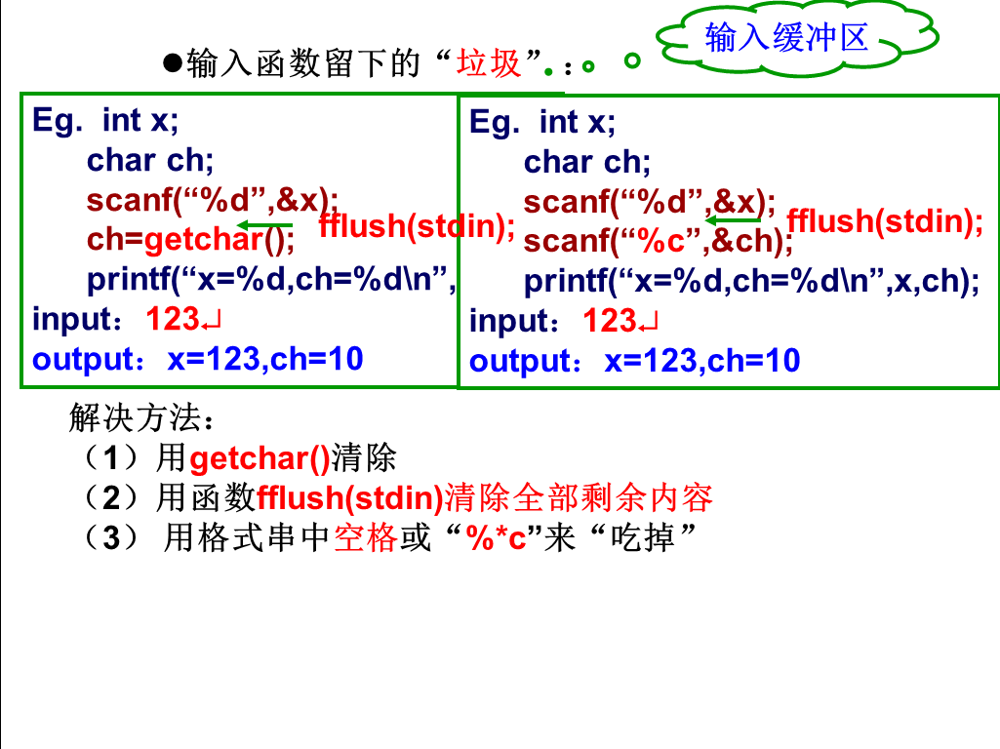 输入缓冲区
●输入函数留下的“垃圾”：
Eg.  int x;
char ch;
scanf(“%d”,&x);
fflush(stdin);
ch=getchar();
printf(“x=%d,ch=%d\n”,
input：123↵
output：x=123,ch=10
Eg.  int x;
char ch;
scanf(“%d”,&x);
fflush(stdin);
scanf(“%c”,&ch);
printf(“x=%d,ch=%d\n”,x,ch);
input：123↵
output：x=123,ch=10
解决方法：
（1）用getchar()清除
（2）用函数fflush(stdin)清除全部剩余内容
（3） 用格式串中空格或“%*c”来“吃掉”